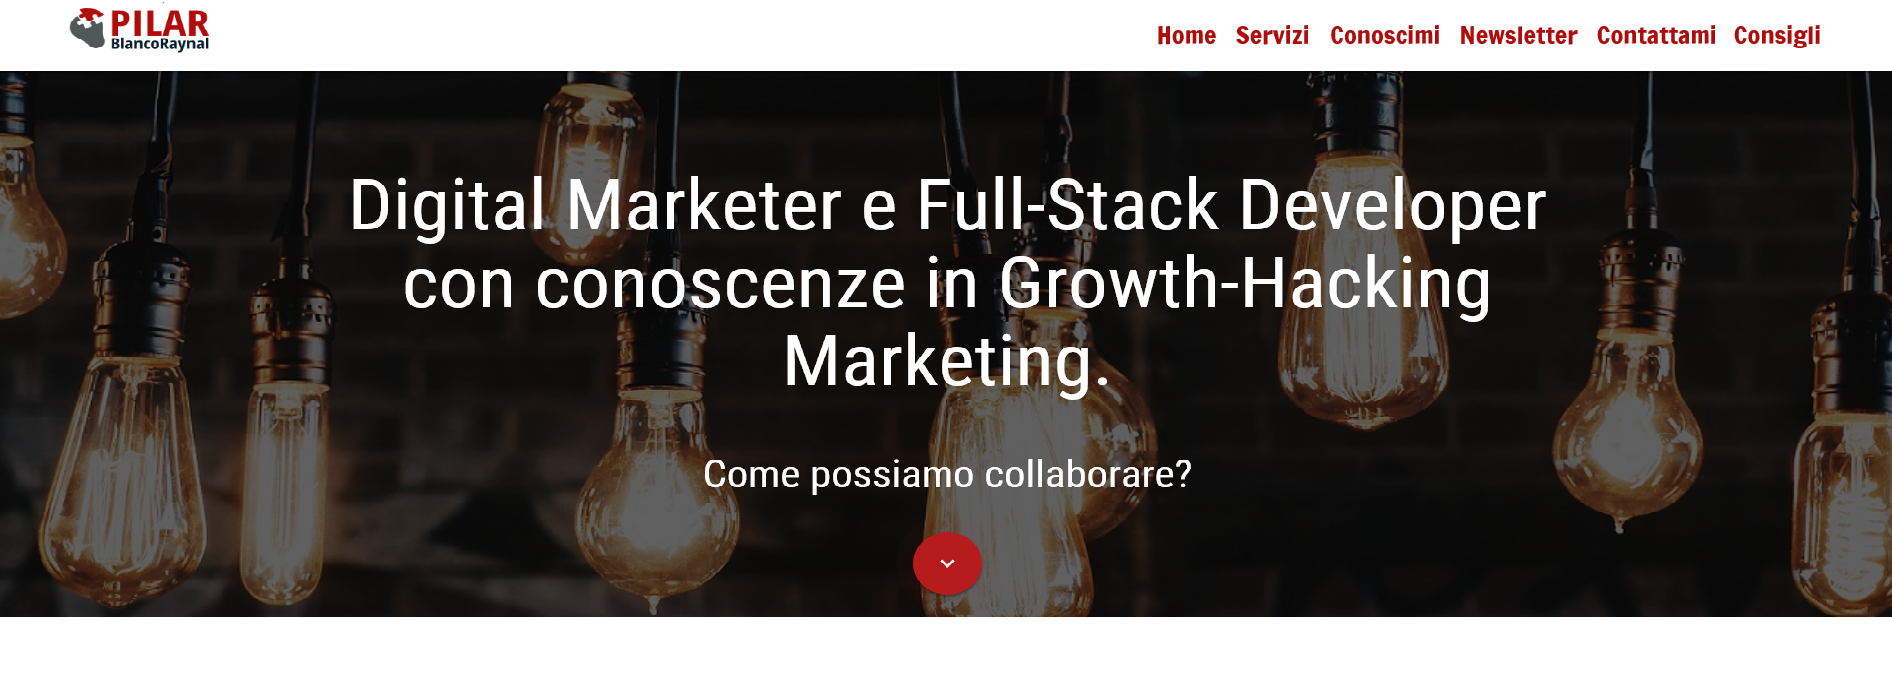 PILAR
BlancoRaynal
Home Servizi Conoscimi Newsletter Contattami Consigli
Digital Marketer e Full-Stack Developer
con conoscenze in Growth-Hacking
Marketing.
Come possiamo collaborare?